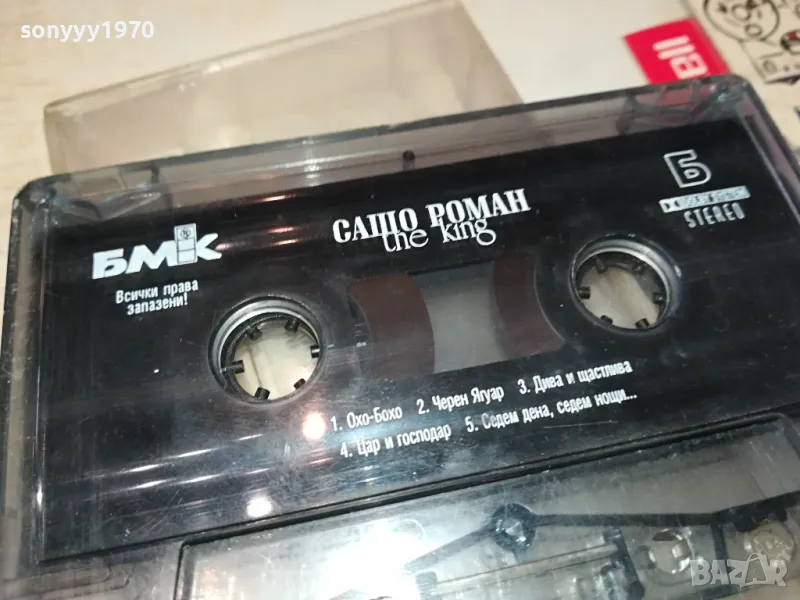 sonyyy1970
САШО РОМАН
the king
Б
STEREO
БМК
Всички права
запазени!
1. Охо-Бохо 2. Черен Ягуар 3. Дива и щастлива
4. Цар и господар 5. Седем дена, седем нощи...
BAZAR